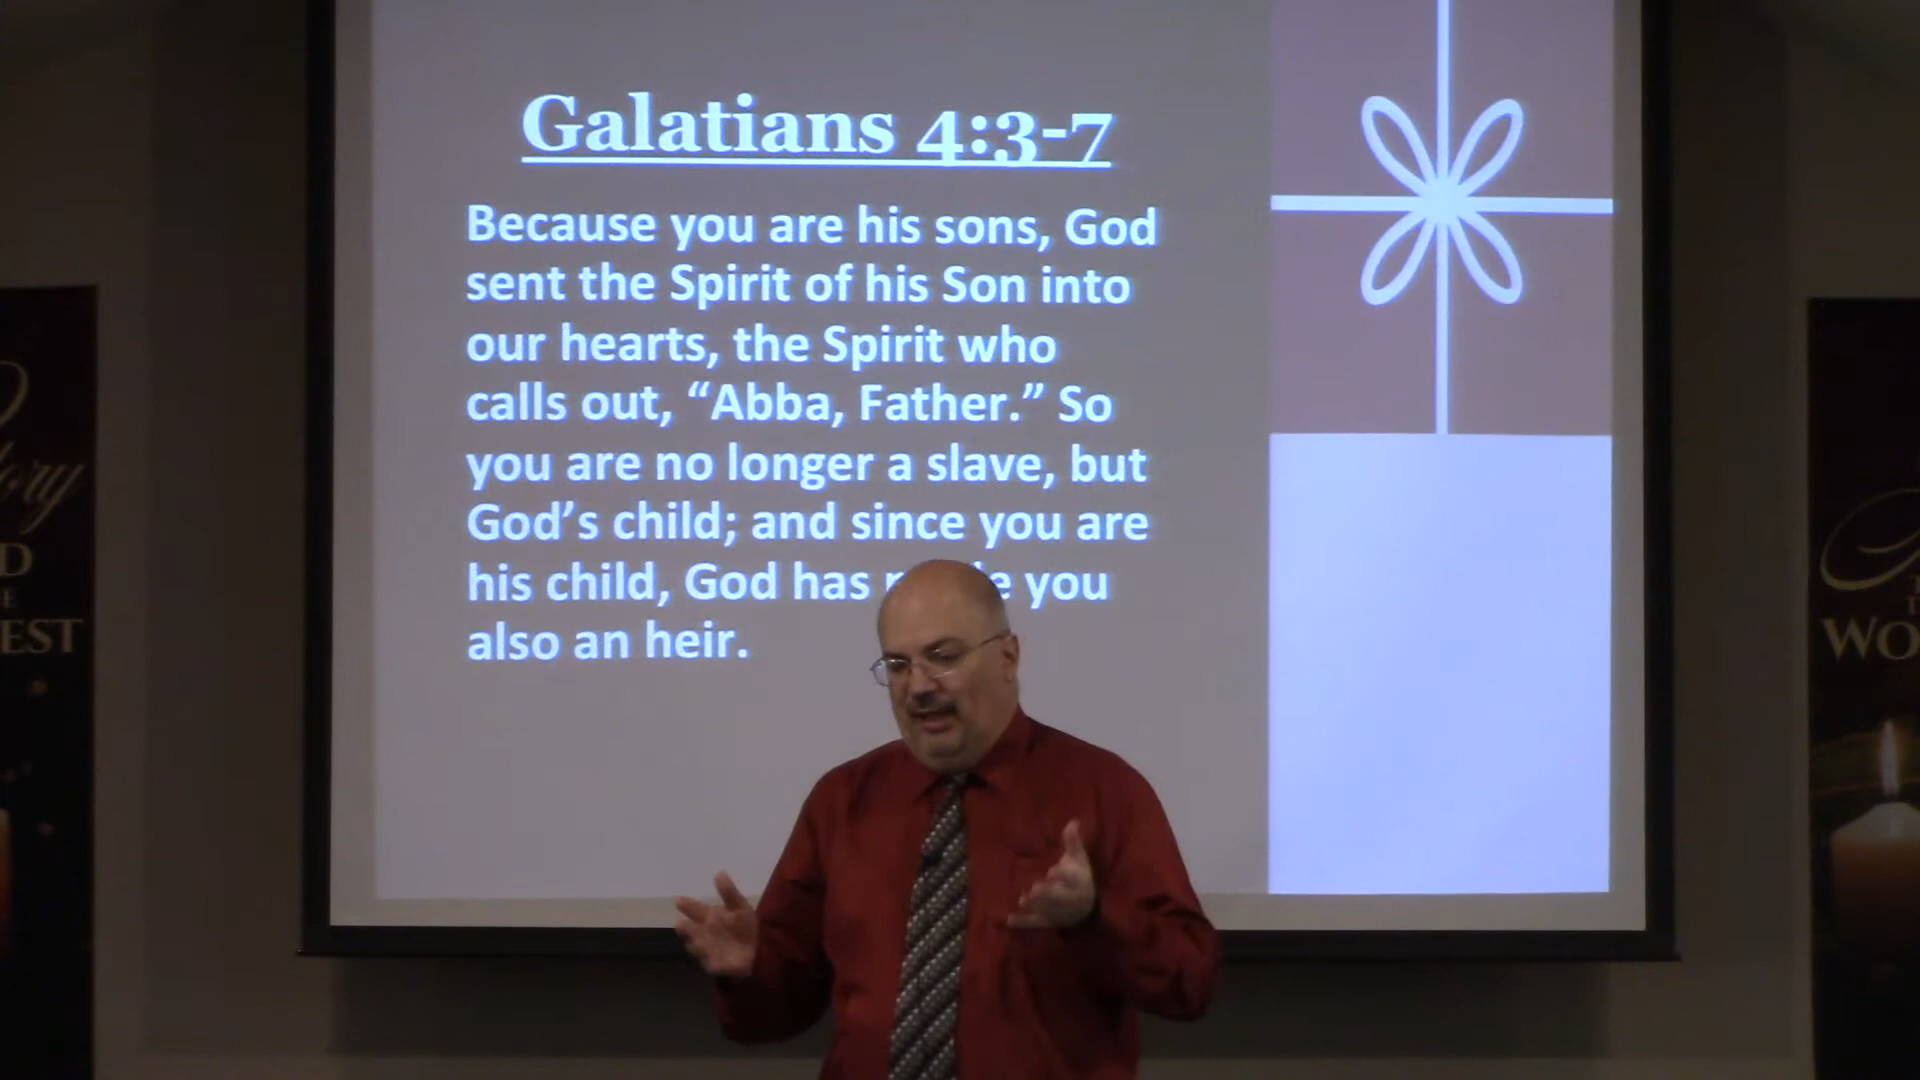 Galatians 4:3-7
Because you are his sons, God
sent the Spirit of his Son into
our hearts, the Spirit who
calls out, “Abba, Father.” So
you are no longer a slave, but
God’s child; and since you are
his child, God has you
also an heir.
EST
WO